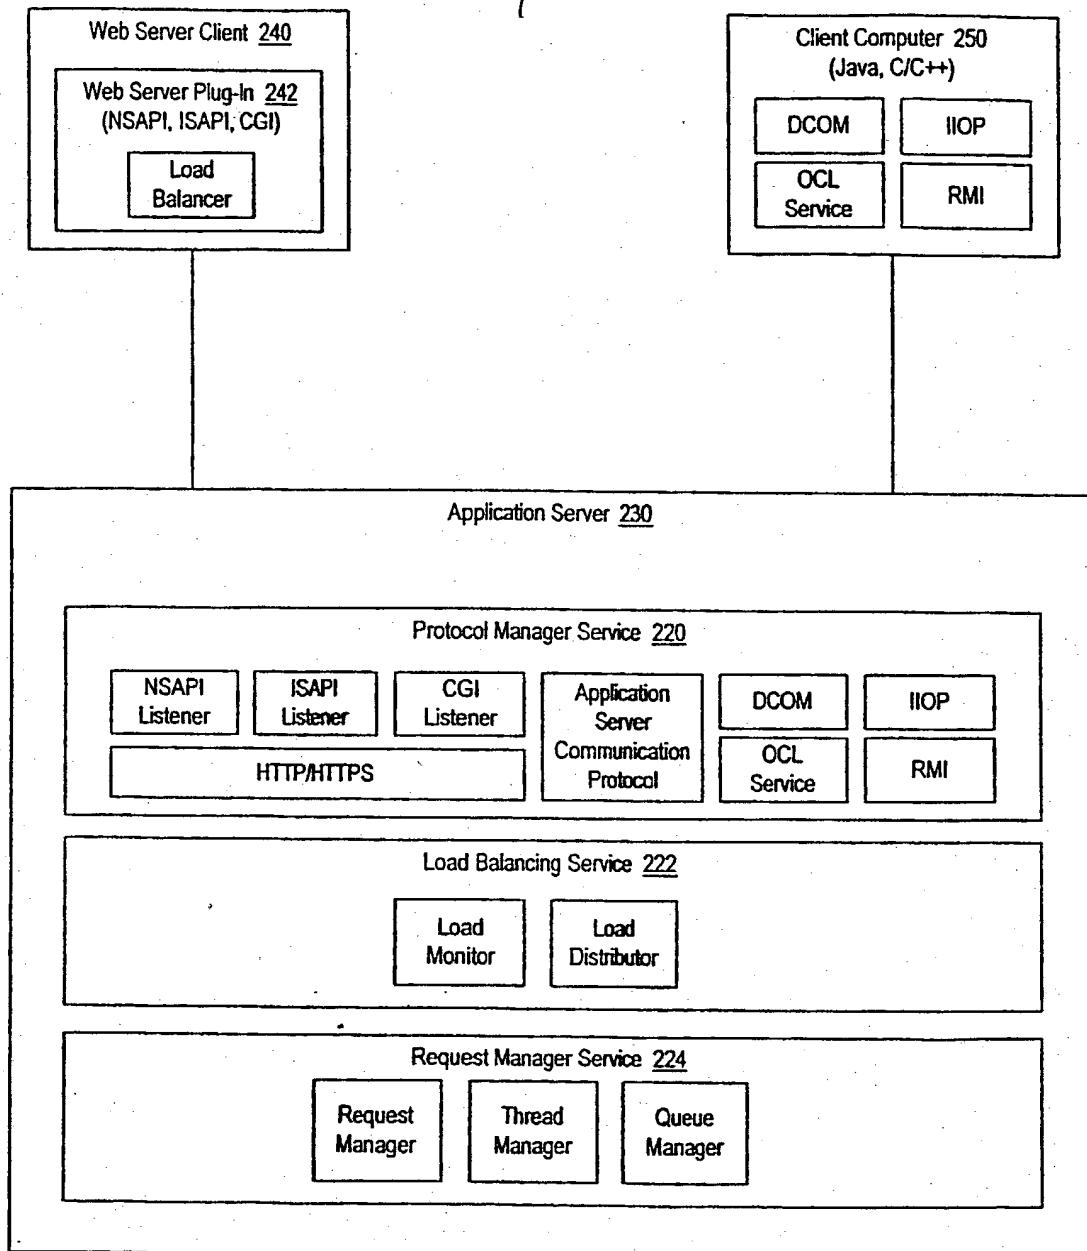 Web Server Client 240
Web Server Plug-In 242
(NSAPI, ISAPI, CGI)
Load
Balancer
Client Computer 250
(Java, C/C++)
DCOM
IIOP
OCL
Service
RMI
Application Server 230
Protocol Manager Service 220
NSAPI
Listener
ISAPI
Listener
CGI
Listener
HTTP/HTTPS
Application
Server
Communication
Protocol
DCOM
IIOP
OCL
Service
RMI
Load Balancing Service 222
Load
Monitor
Load
Distributor
Request Manager Service 224
Request
Manager
Thread
Manager
Queue
Manager